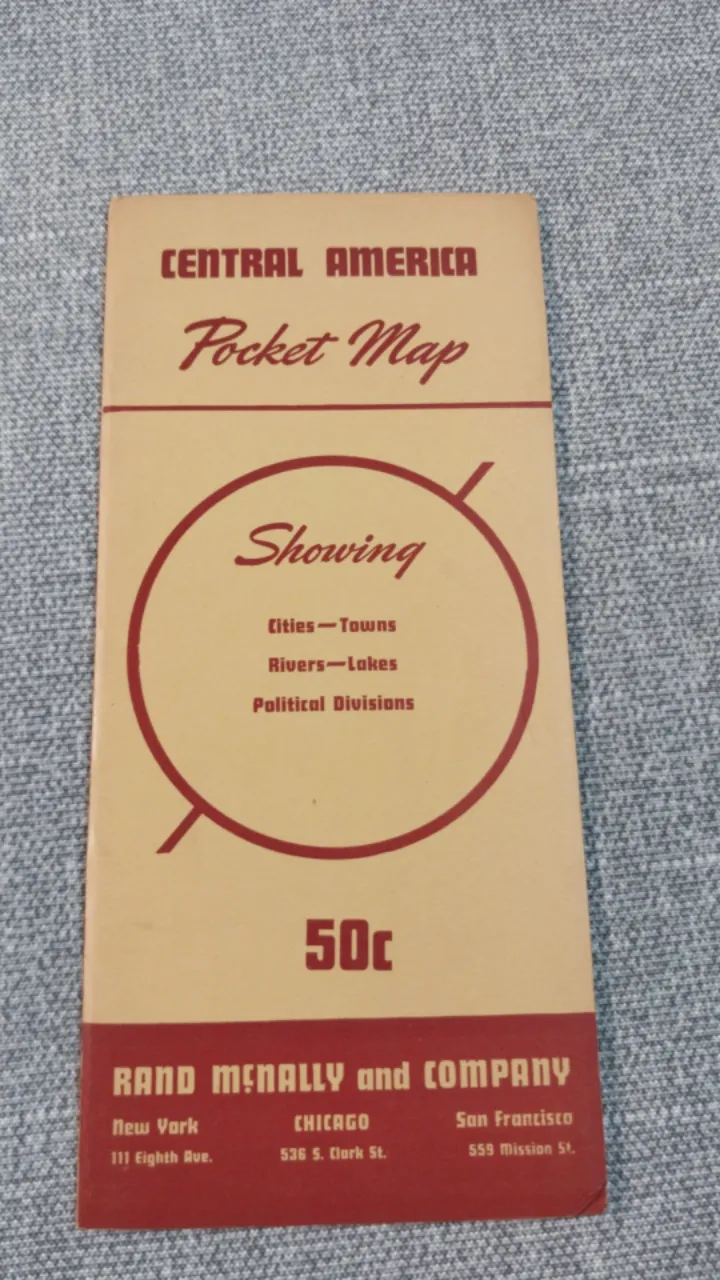 CENTRAL AMERICA
Pocket Map
Showing
Cities—Towns
Rivers—Lakes
Political Divisions
50c
RAND McNALLY and COMPANY
New York CHICAGO San Francisco
111 Eighth Ave. 536 S. Clark St. 559 Mission St.